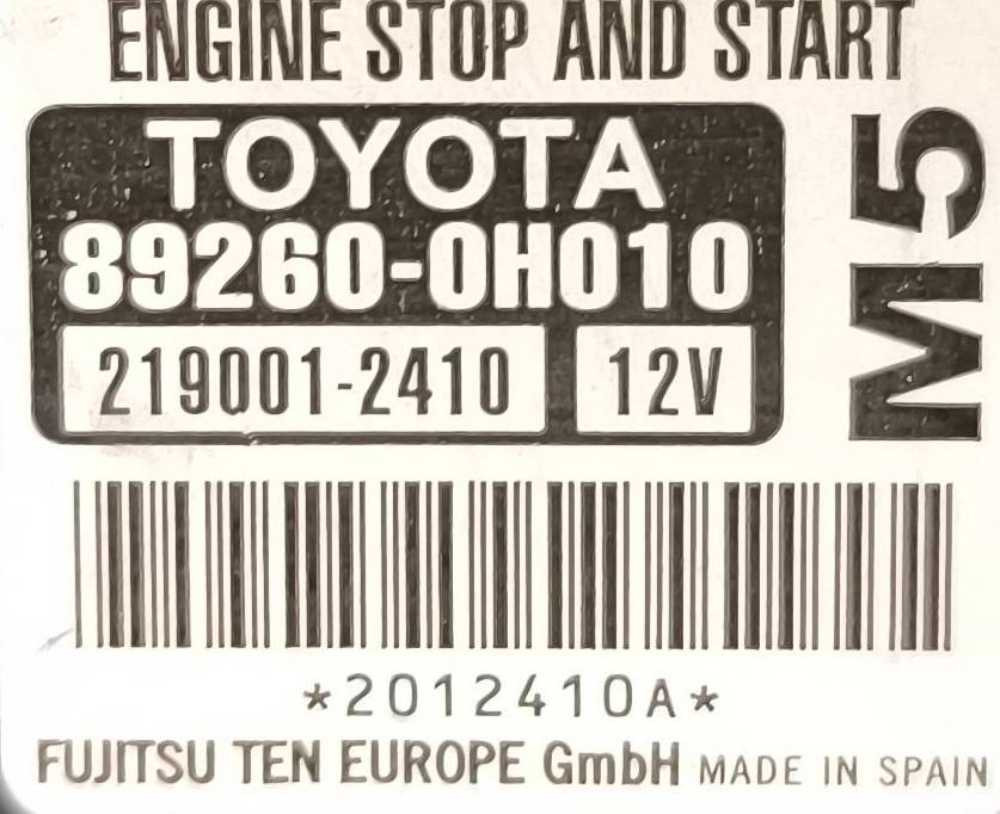 ENGINE STOP AND START
TOYOTA
89260-0H010
219001-2410 12V
M5
*2012410A*
FUJITSU TEN EUROPE GmbH MADE IN SPAIN